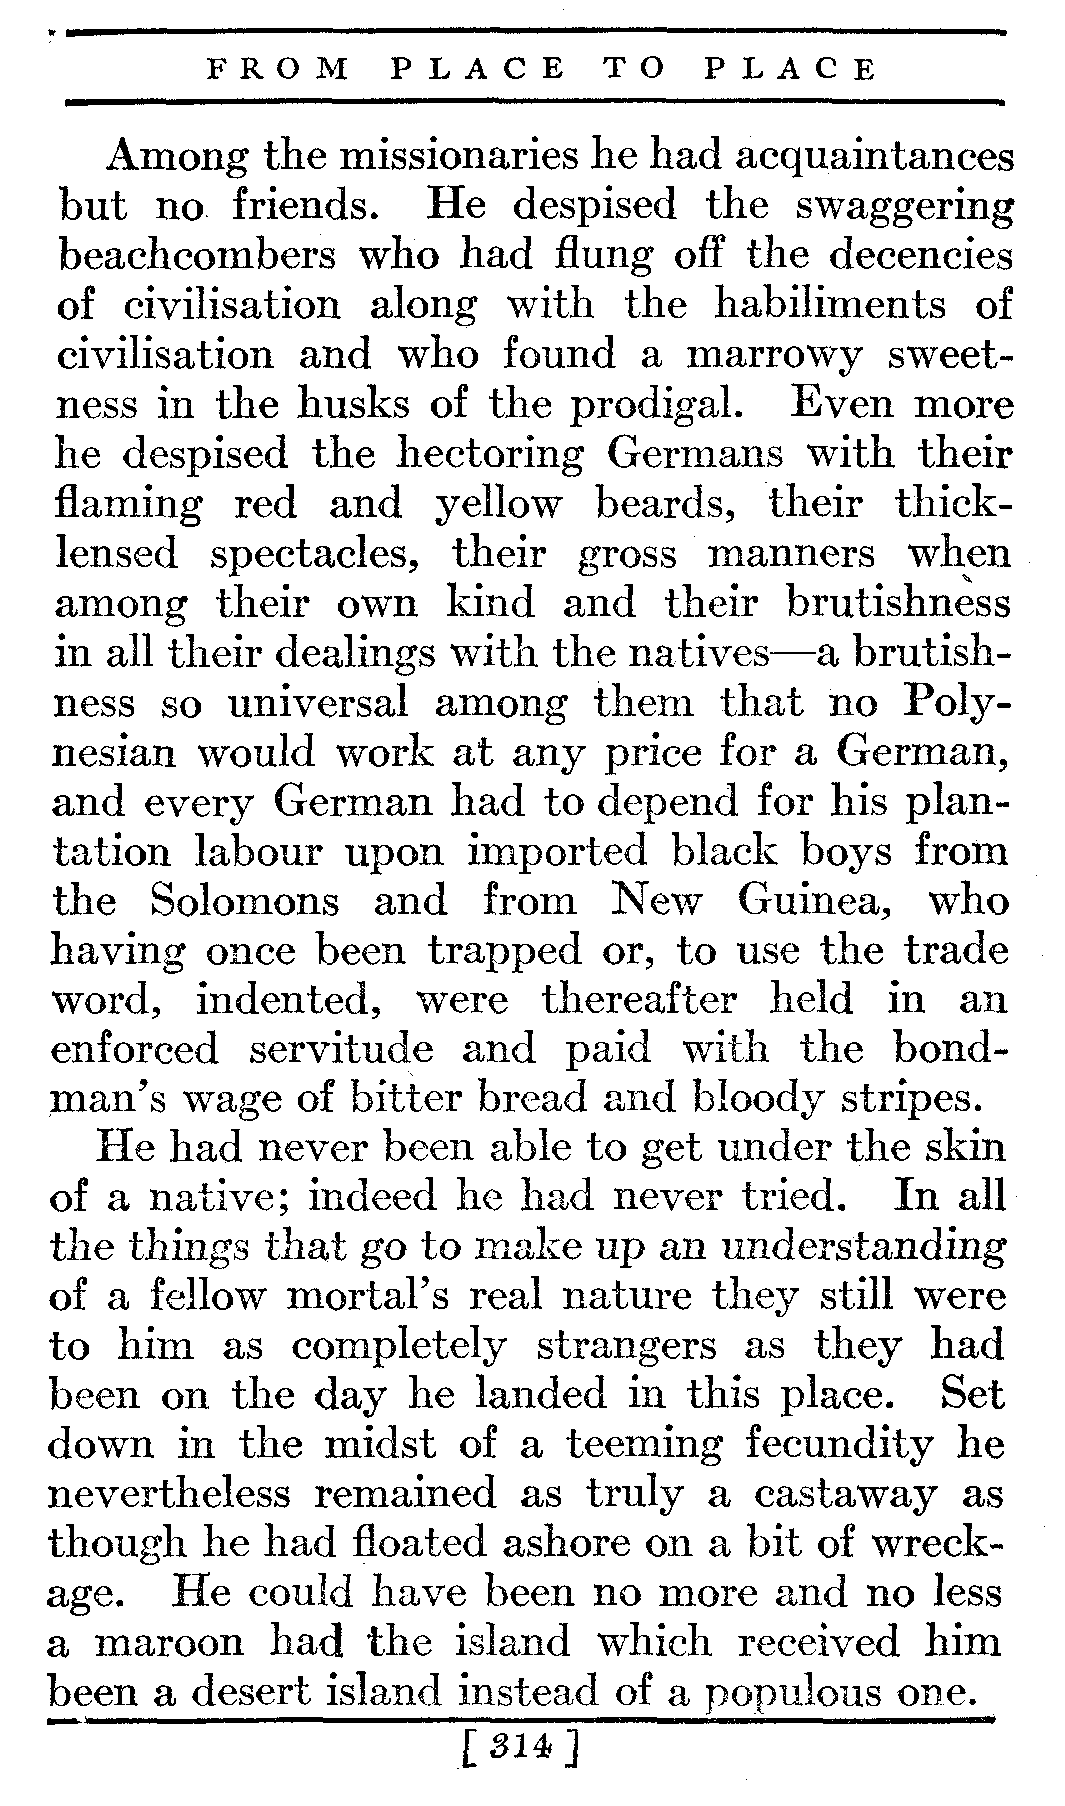 FROM PLACE TO PLACE
Among the missionaries he had acquaintances
but no friends. He despised the swaggering
beachcombers who had flung off the decencies
of civilisation along with the habiliments of
civilisation and who found a marrowy sweet-
ness in the husks of the prodigal. Even more
he despised the hectoring Germans with their
flaming red and yellow beards, their thick-
lensed spectacles, their gross manners when
among their own kind and their brutishness
in all their dealings with the natives—a brutish-
ness so universal among them that no Poly-
nesian would work at any price for a German,
and every German had to depend for his plan-
tation labour upon imported black boys from
the Solomons and from New Guinea, who
having once been trapped or, to use the trade
word, indented, were thereafter held in an
enforced servitude and paid with the bond-
man's wage of bitter bread and bloody stripes.
He had never been able to get under the skin
of a native; indeed he had never tried. In all
the things that go to make up an understanding
of a fellow mortal's real nature they still were
to him as completely strangers as they had
been on the day he landed in this place. Set
down in the midst of a teeming fecundity he
nevertheless remained as truly a castaway as
though he had floated ashore on a bit of wreck-
age. He could have been no more and no less
a maroon had the island which received him
been a desert island instead of a populous one.
[314]